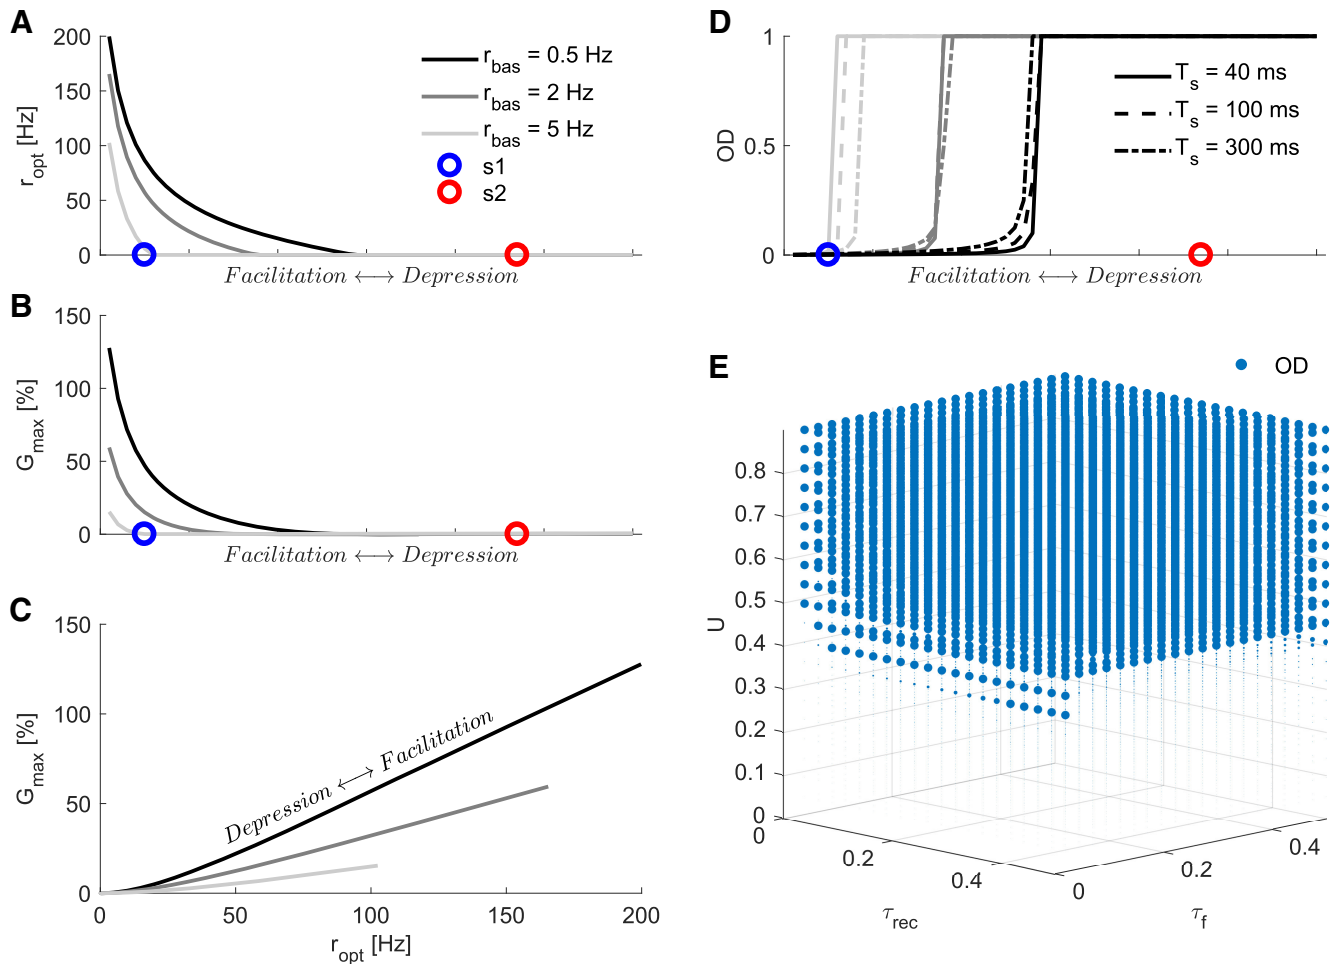 A
200
150
100
50
0
r_opt [Hz]
r_bas = 0.5 Hz
r_bas = 2 Hz
r_bas = 5 Hz
s1
s2
Facilitation ⟷ Depression
B
150
100
50
0
G_max [%]
Facilitation ⟷ Depression
C
150
100
50
0
G_max [%]
Depression ⟷ Facilitation
0 50 100 150 200
r_opt [Hz]
D
1
0.5
0
OD
T_s = 40 ms
T_s = 100 ms
T_s = 300 ms
Facilitation ⟷ Depression
E
OD
0.8
0.7
0.6
0.5
0.4
0.3
0.2
0.1
0
U
0 0.2 0.4
τ_rec
0 0.2 0.4
τ_f